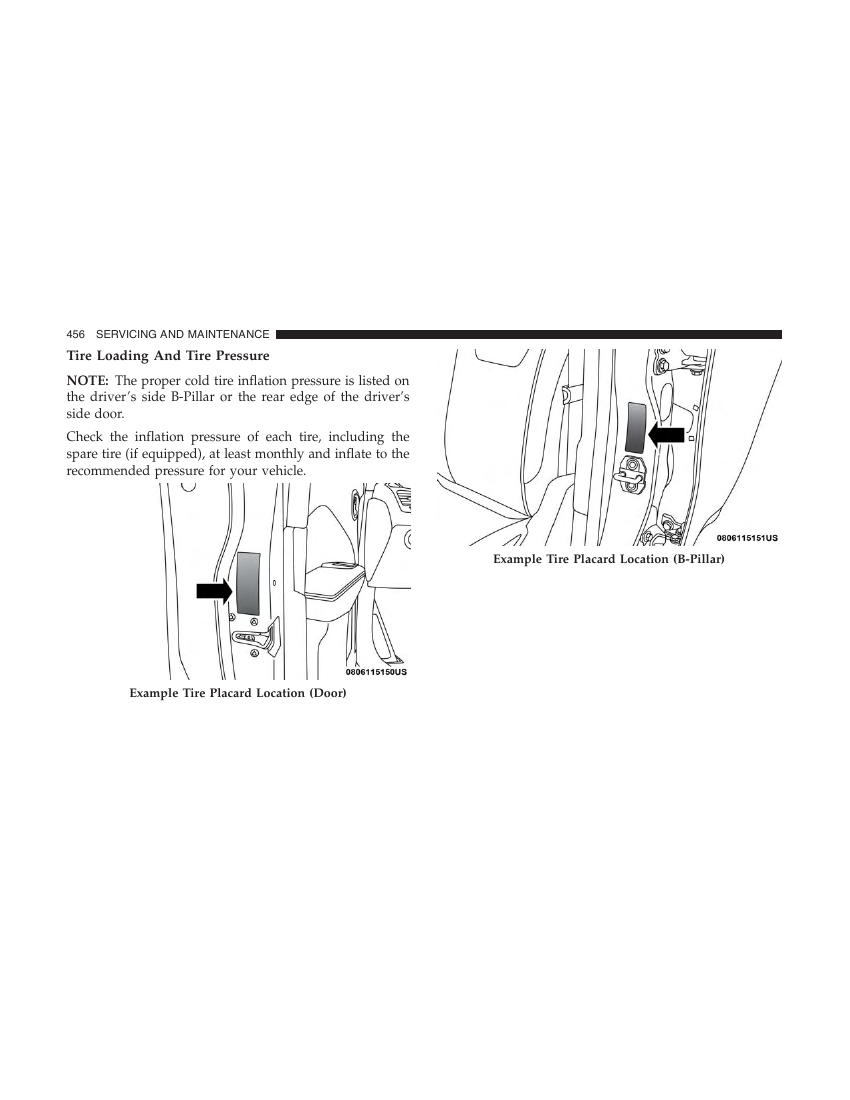 456 SERVICING AND MAINTENANCE
Tire Loading And Tire Pressure
NOTE: The proper cold tire inflation pressure is listed on
the driver’s side B-Pillar or the rear edge of the driver’s
side door.
Check the inflation pressure of each tire, including the
spare tire (if equipped), at least monthly and inflate to the
recommended pressure for your vehicle.
0806115150US
Example Tire Placard Location (Door)
0806115151US
Example Tire Placard Location (B-Pillar)